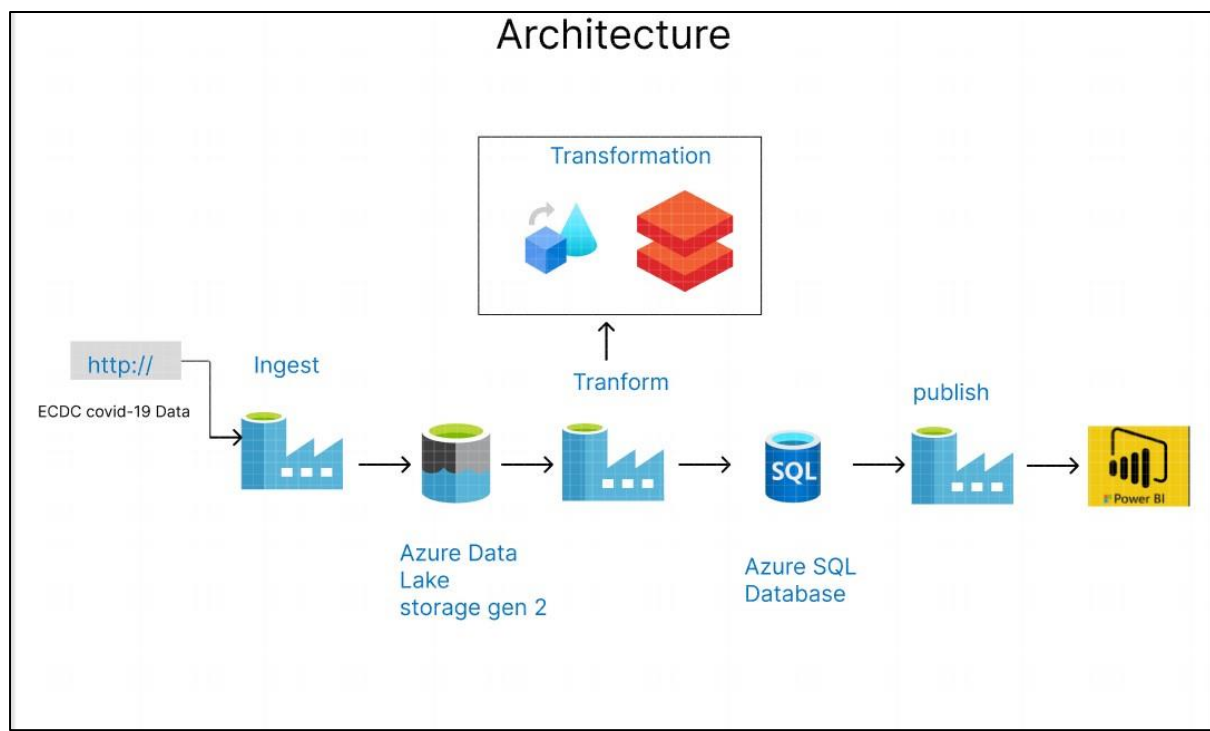 Architecture
Transformation
http://
Ingest
Tranform
publish
ECDC covid-19 Data
SQL
Power BI
Azure Data
Lake
storage gen 2
Azure SQL
Database